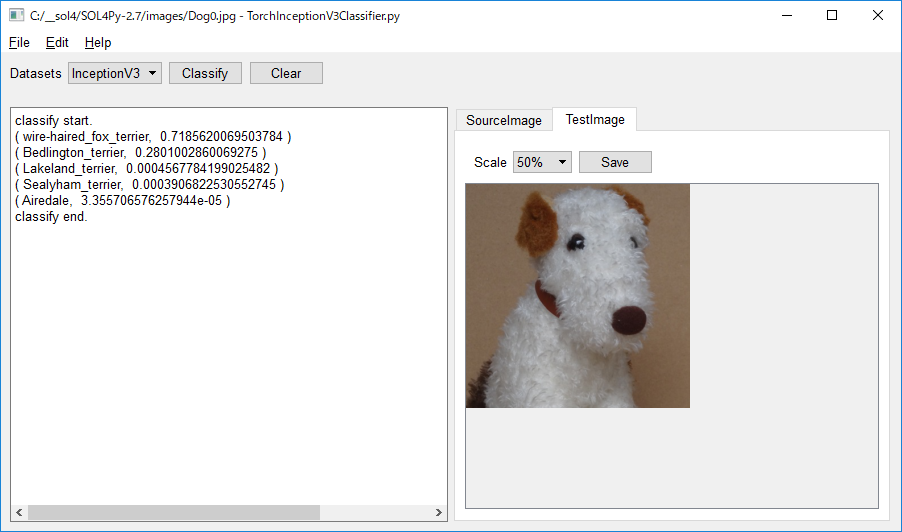 C:/__sol4/SOL4Py-2.7/images/Dog0.jpg - TorchInceptionV3Classifier.py
File Edit Help
Datasets InceptionV3 Classify Clear
classify start.
( wire-haired_fox_terrier, 0.7185620069503784 )
( Bedlington_terrier, 0.2801002860069275 )
( Lakeland_terrier, 0.0004567784199025482 )
( Sealyham_terrier, 0.0003906822530552745 )
( Airedale, 3.355706576257944e-05 )
classify end.
SourceImage TestImage
Scale 50% Save